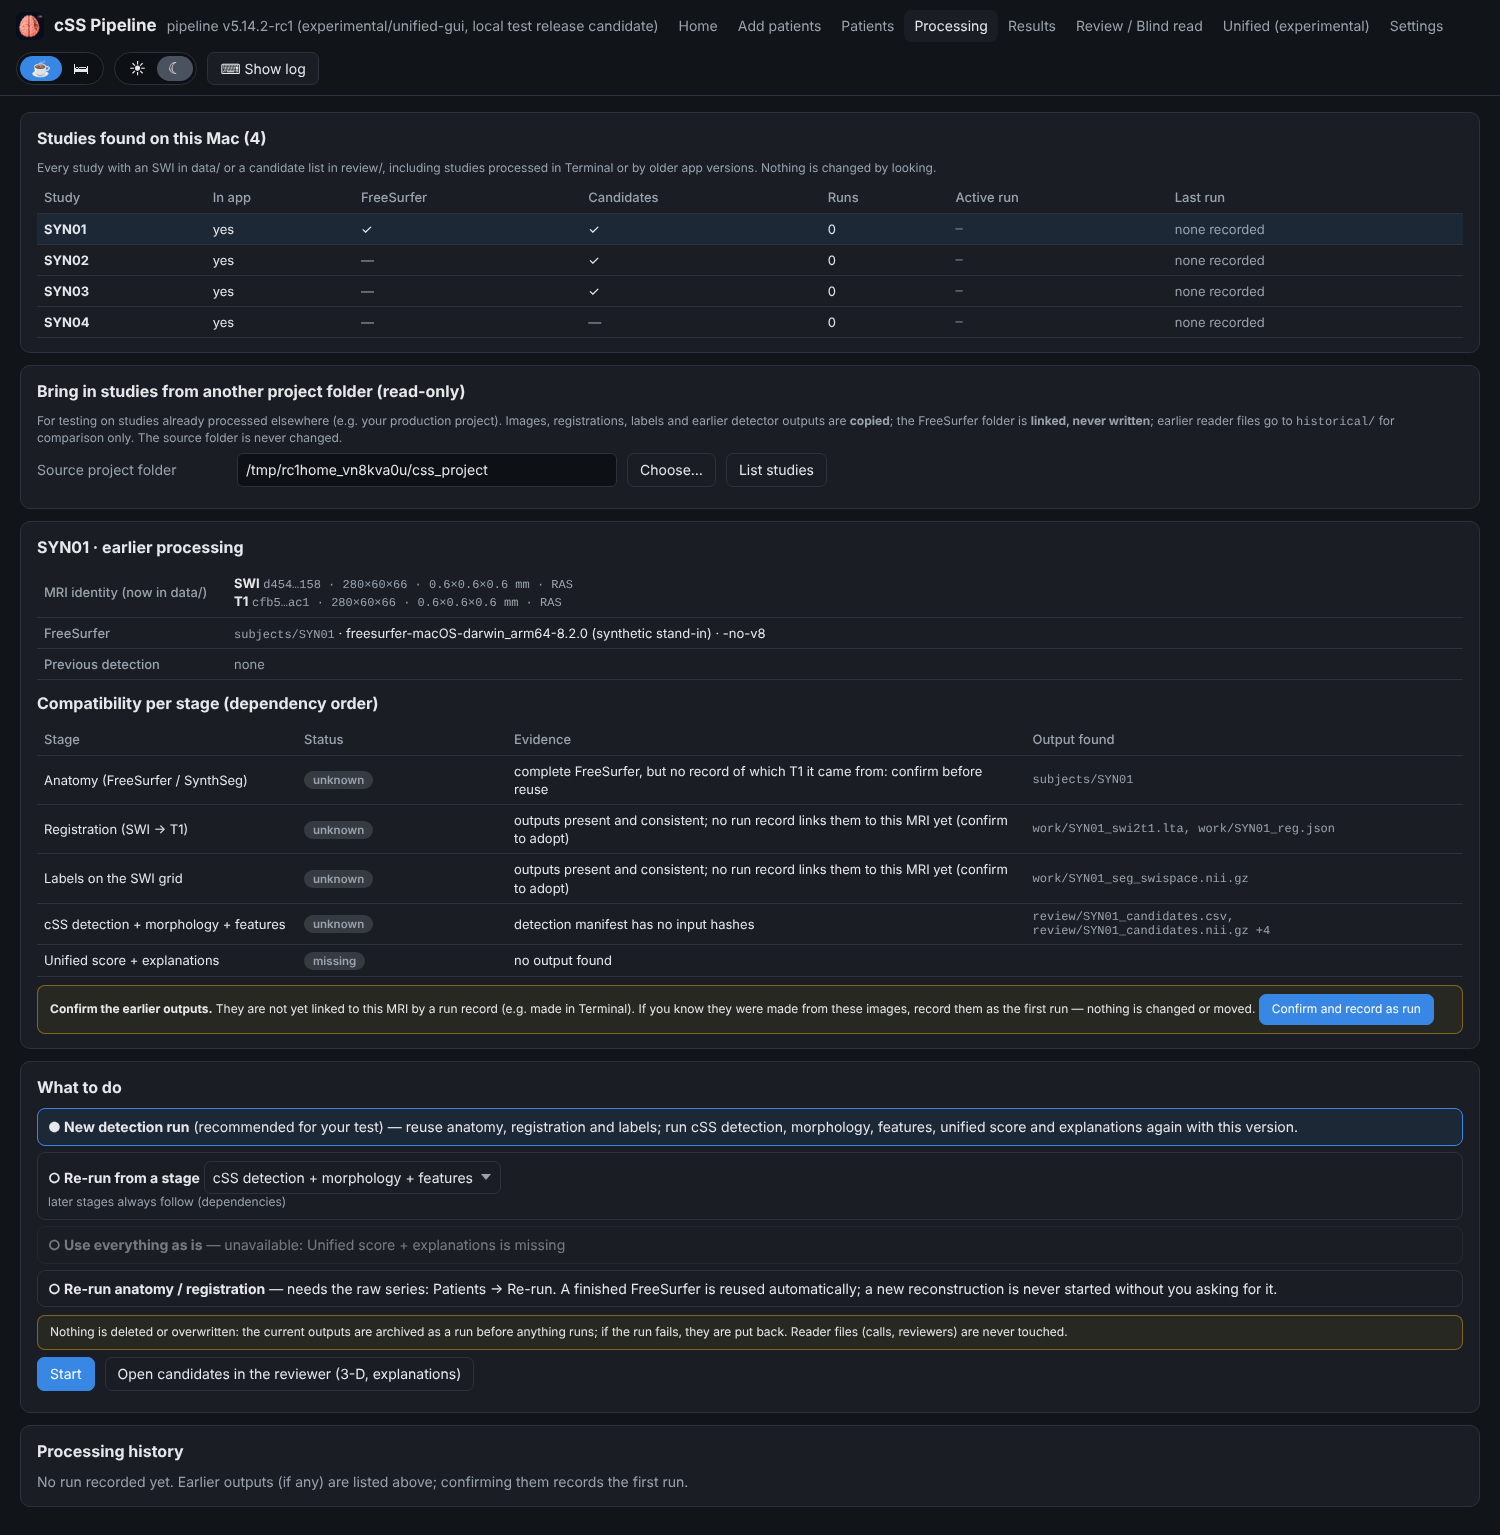 cSS Pipeline pipeline v5.14.2-rc1 (experimental/unified-gui, local test release candidate) Home Add patients Patients Processing Results Review / Blind read Unified (experimental) Settings
Show log
Studies found on this Mac (4)
Every study with an SWI in data/ or a candidate list in review/, including studies processed in Terminal or by older app versions. Nothing is changed by looking.
Study In app FreeSurfer Candidates Runs Active run Last run
SYN01 yes ✓ ✓ 0 – none recorded
SYN02 yes — ✓ 0 – none recorded
SYN03 yes — ✓ 0 – none recorded
SYN04 yes — — 0 – none recorded
Bring in studies from another project folder (read-only)
For testing on studies already processed elsewhere (e.g. your production project). Images, registrations, labels and earlier detector outputs are copied; the FreeSurfer folder is linked, never written; earlier reader files go to historical/ for
comparison only. The source folder is never changed.
Source project folder /tmp/rc1home_vn8kva0u/css_project Choose... List studies
SYN01 · earlier processing
MRI identity (now in data/) SWI d454…158 · 280×60×66 · 0.6×0.6×0.6 mm · RAS
T1 cfb5…ac1 · 280×60×66 · 0.6×0.6×0.6 mm · RAS
FreeSurfer subjects/SYN01 · freesurfer-macOS-darwin_arm64-8.2.0 (synthetic stand-in) · -no-v8
Previous detection none
Compatibility per stage (dependency order)
Stage Status Evidence Output found
Anatomy (FreeSurfer / SynthSeg) unknown complete FreeSurfer, but no record of which T1 it came from: confirm before
reuse subjects/SYN01
Registration (SWI → T1) unknown outputs present and consistent; no run record links them to this MRI yet (confirm
to adopt) work/SYN01_swi2t1.lta, work/SYN01_reg.json
Labels on the SWI grid unknown outputs present and consistent; no run record links them to this MRI yet (confirm
to adopt) work/SYN01_seg_swispace.nii.gz
cSS detection + morphology + features unknown detection manifest has no input hashes review/SYN01_candidates.csv,
review/SYN01_candidates.nii.gz +4
Unified score + explanations missing no output found
Confirm the earlier outputs. They are not yet linked to this MRI by a run record (e.g. made in Terminal). If you know they were made from these images, record them as the first run — nothing is changed or moved. Confirm and record as run
What to do
New detection run (recommended for your test) — reuse anatomy, registration and labels; run cSS detection, morphology, features, unified score and explanations again with this version.
Re-run from a stage cSS detection + morphology + features
later stages always follow (dependencies)
Use everything as is — unavailable: Unified score + explanations is missing
Re-run anatomy / registration — needs the raw series: Patients → Re-run. A finished FreeSurfer is reused automatically; a new reconstruction is never started without you asking for it.
Nothing is deleted or overwritten: the current outputs are archived as a run before anything runs; if the run fails, they are put back. Reader files (calls, reviewers) are never touched.
Start Open candidates in the reviewer (3-D, explanations)
Processing history
No run recorded yet. Earlier outputs (if any) are listed above; confirming them records the first run.